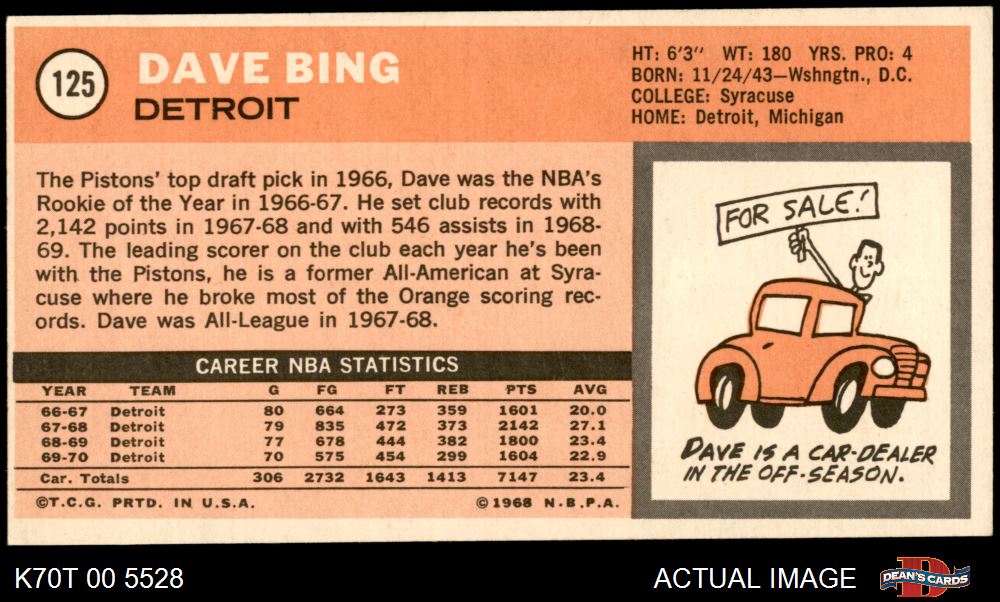 125
DAVE BING
DETROIT
HT: 6'3" WT: 180 YRS. PRO: 4
BORN: 11/24/43—Wshngtn., D.C.
COLLEGE: Syracuse
HOME: Detroit, Michigan
The Pistons' top draft pick in 1966, Dave was the NBA's
Rookie of the Year in 1966-67. He set club records with
2,142 points in 1967-68 and with 546 assists in 1968-
69. The leading scorer on the club each year he's been
with the Pistons, he is a former All-American at Syra-
cuse where he broke most of the Orange scoring rec-
ords. Dave was All-League in 1967-68.
CAREER NBA STATISTICS
YEAR TEAM G FG FT REB PTS AVG
66-67 Detroit 80 664 273 359 1601 20.0
67-68 Detroit 79 835 472 373 2142 27.1
68-69 Detroit 77 678 444 382 1800 23.4
69-70 Detroit 70 575 454 299 1604 22.9
Car. Totals 306 2732 1643 1413 7147 23.4
©T.C.G. PRTD. IN U.S.A. ©1968 N.B.P.A.
FOR SALE!
DAVE IS A CAR-DEALER
IN THE OFF-SEASON.
K70T 00 5528
ACTUAL IMAGE
D
DEAN'S CARDS